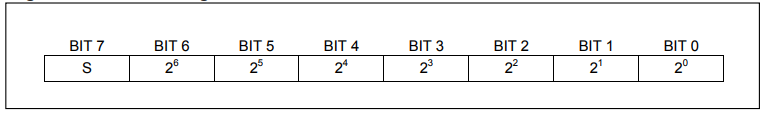 BIT 7 BIT 6 BIT 5 BIT 4 BIT 3 BIT 2 BIT 1 BIT 0
S 2⁶ 2⁵ 2⁴ 2³ 2² 2¹ 2⁰